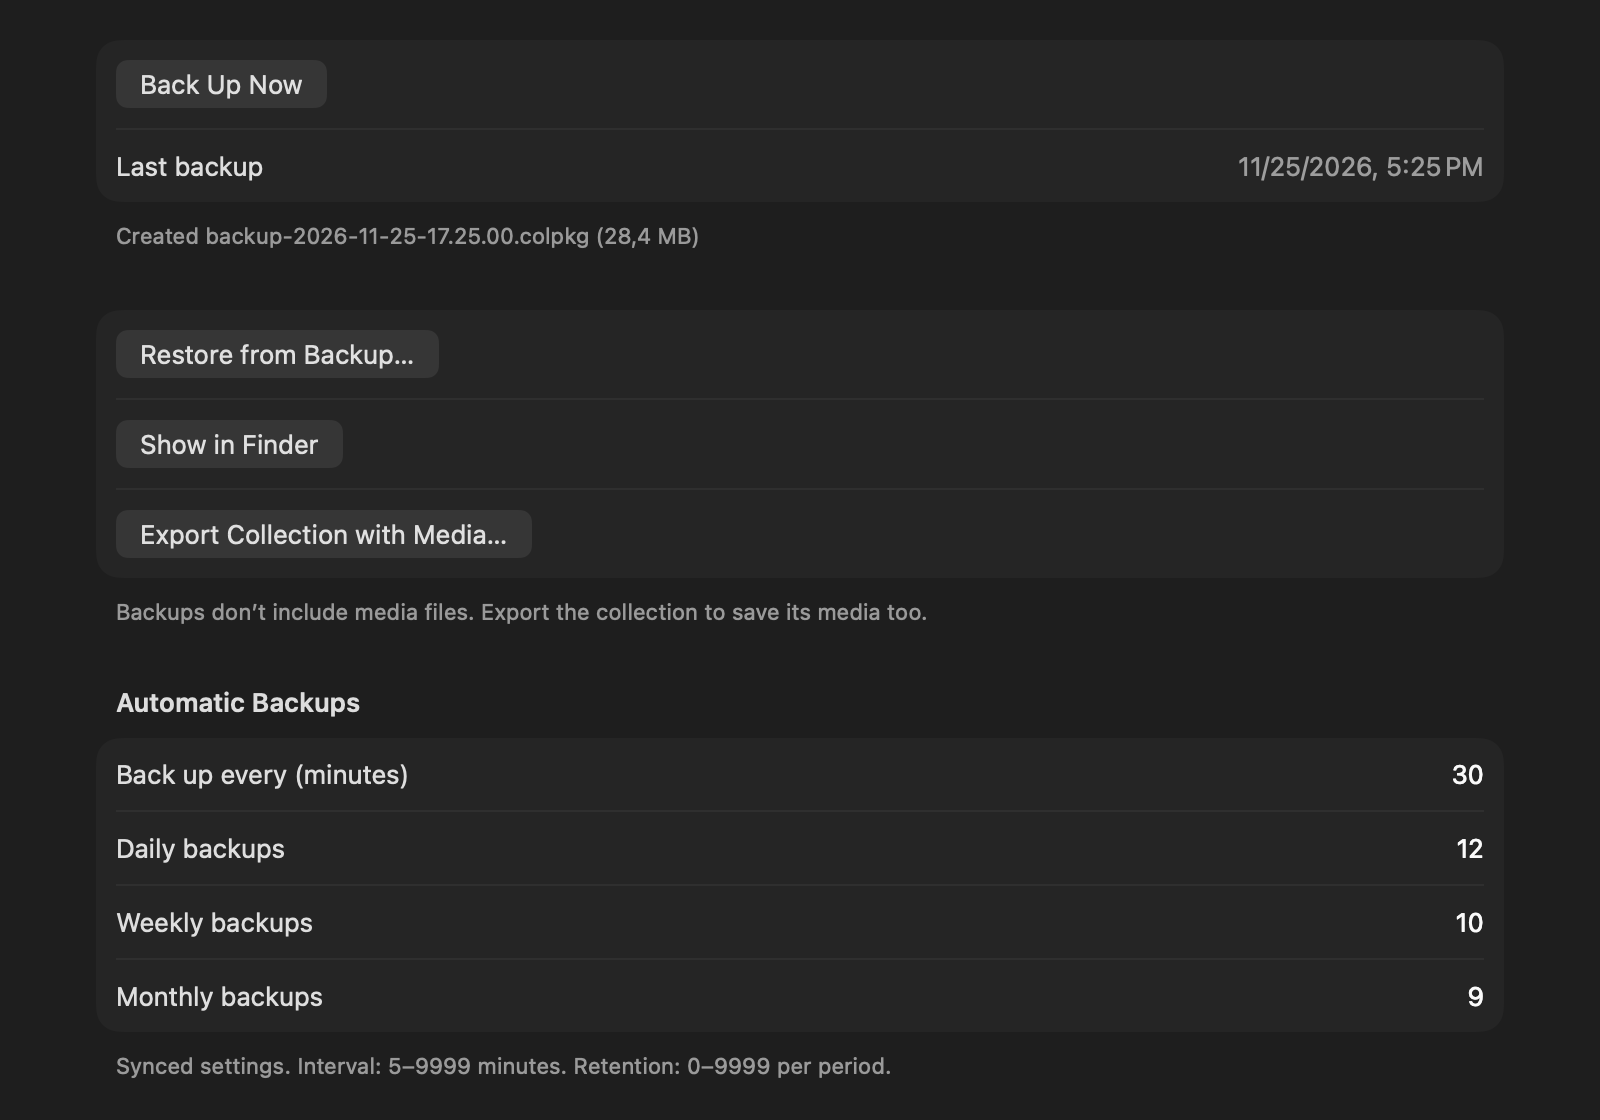 Back Up Now
Last backup 11/25/2026, 5:25 PM
Created backup-2026-11-25-17.25.00.colpkg (28,4 MB)
Restore from Backup...
Show in Finder
Export Collection with Media...
Backups don’t include media files. Export the collection to save its media too.
Automatic Backups
Back up every (minutes) 30
Daily backups 12
Weekly backups 10
Monthly backups 9
Synced settings. Interval: 5–9999 minutes. Retention: 0–9999 per period.